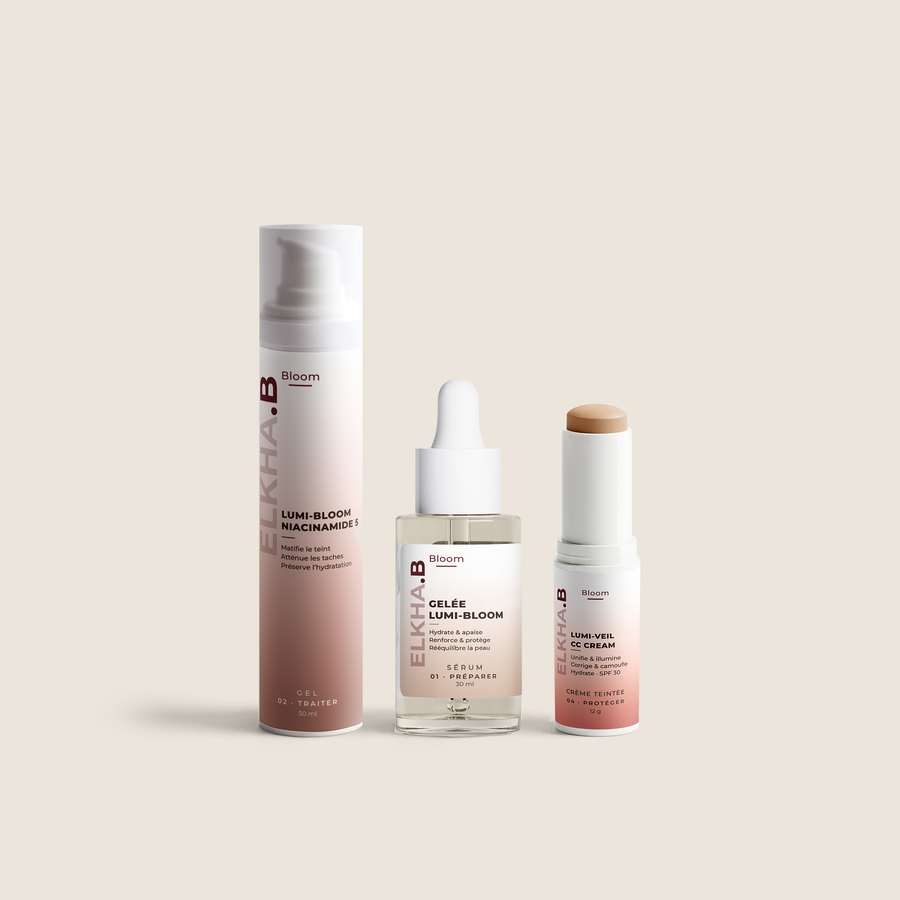 ELKHA.B
Bloom
LUMI-BLOOM
NIACINAMIDE 5
Matifie le teint
Atténue les taches
Préserve l'hydratation
GEL
02 - TRAITER
50 ml
ELKHA.B
Bloom
GELÉE
LUMI-BLOOM
Hydrate & apaise
Renforce & protège
Rééquilibre la peau
SÉRUM
01 - PRÉPARER
30 ml
ELKHA.B
Bloom
LUMI-VEIL
CC CREAM
Unifie & illumine
Corrige & camoufle
Hydrate - SPF 30
CRÈME TEINTÉE
04 - PROTÉGER
12 g